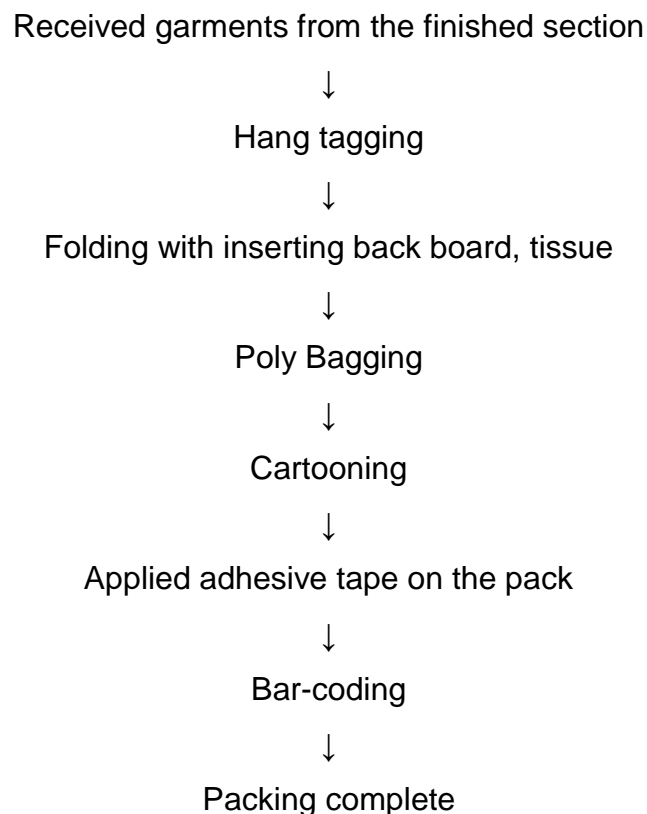 Received garments from the finished section
↓
Hang tagging
↓
Folding with inserting back board, tissue
↓
Poly Bagging
↓
Cartooning
↓
Applied adhesive tape on the pack
↓
Bar-coding
↓
Packing complete